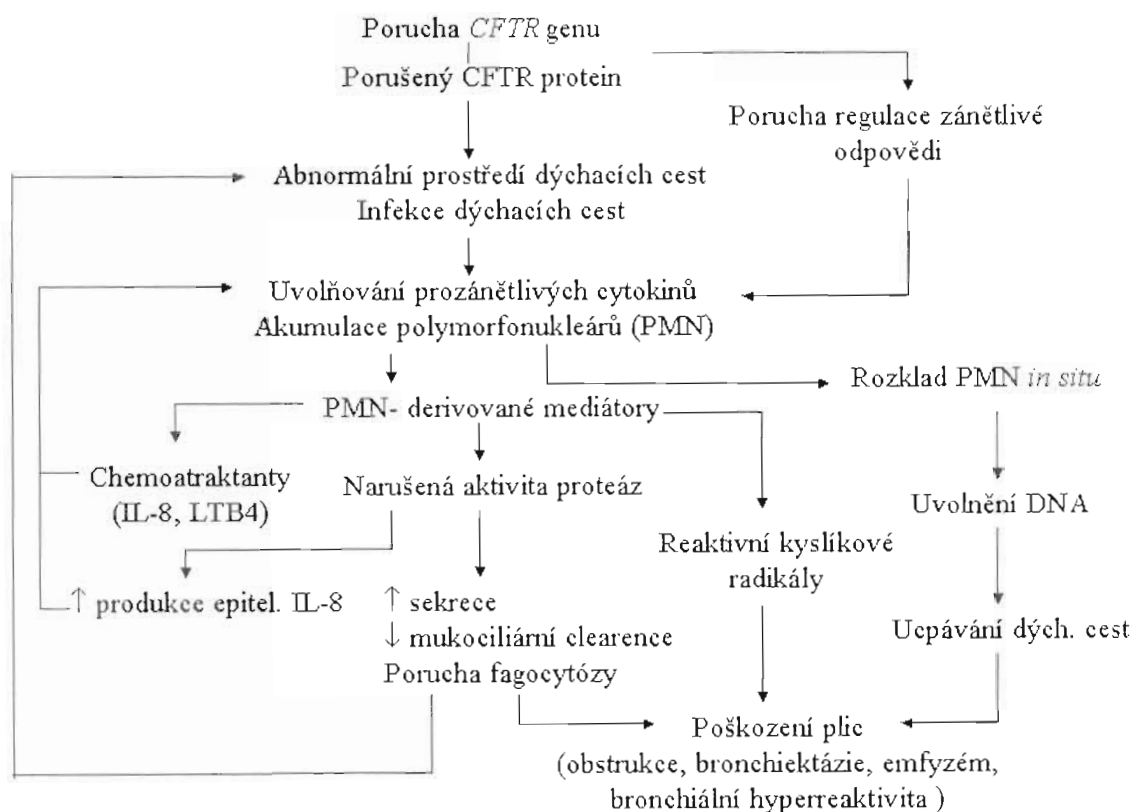 Porucha CFTR genu
Porušený CFTR protein
Porucha regulace zánětlivé
odpovědi
Abnormální prostředí dýchacích cest
Infekce dýchacích cest
Uvolňování prozánětlivých cytokinů
Akumulace polymorfonukleárů (PMN)
Rozklad PMN in situ
PMN- derivované mediátory
Chemoatraktanty
(IL-8, LTB4)
Narušená aktivita proteáz
Uvolnění DNA
Reaktivní kyslíkové
radikály
↑ produkce epitel. IL-8
↑ sekrece
↓ mukociliární clearence
Porucha fagocytózy
Ucpávání dých. cest
Poškození plic
(obstrukce, bronchiektázie, emfyzém,
bronchiální hyperreaktivita )